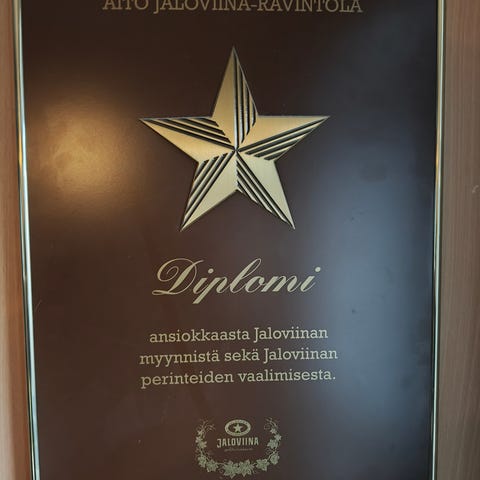 AITO JALOVIINA-RAVINTOLA
Diplomi
ansiokkaasta Jaloviinan
myynnistä sekä Jaloviinan
perinteiden vaalimisesta.
JALOVIINA